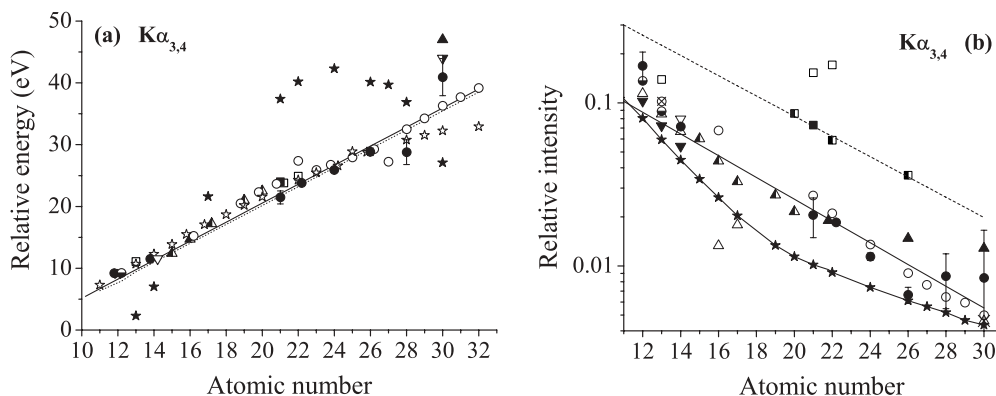 (a) Kα3,4
50
40
30
20
10
0
Relative energy (eV)
10 12 14 16 18 20 22 24 26 28 30 32
Atomic number
Kα3,4 (b)
0.1
0.01
Relative intensity
12 14 16 18 20 22 24 26 28 30
Atomic number